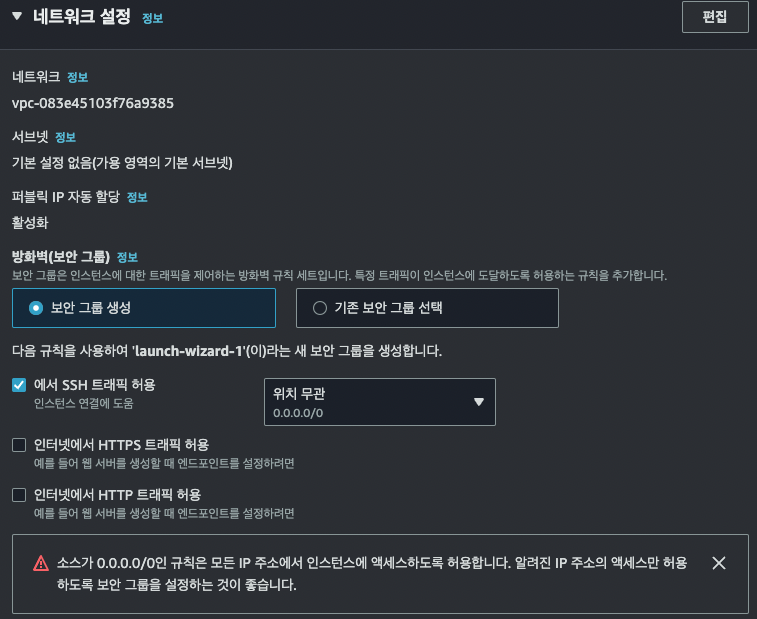 네트워크 설정 정보
편집
네트워크 정보
vpc-083e45103f76a9385
서브넷 정보
기본 설정 없음(가용 영역의 기본 서브넷)
퍼블릭 IP 자동 할당 정보
활성화
방화벽(보안 그룹) 정보
보안 그룹은 인스턴스에 대한 트래픽을 제어하는 방화벽 규칙 세트입니다. 특정 트래픽이 인스턴스에 도달하도록 허용하는 규칙을 추가합니다.
보안 그룹 생성
기존 보안 그룹 선택
다음 규칙을 사용하여 'launch-wizard-1'(이)라는 새 보안 그룹을 생성합니다.
에서 SSH 트래픽 허용
인스턴스 연결에 도움
위치 무관
0.0.0.0/0
인터넷에서 HTTPS 트래픽 허용
예를 들어 웹 서버를 생성할 때 엔드포인트를 설정하려면
인터넷에서 HTTP 트래픽 허용
예를 들어 웹 서버를 생성할 때 엔드포인트를 설정하려면
소스가 0.0.0.0/0인 규칙은 모든 IP 주소에서 인스턴스에 액세스하도록 허용합니다. 알려진 IP 주소의 액세스만 허용
하도록 보안 그룹을 설정하는 것이 좋습니다.